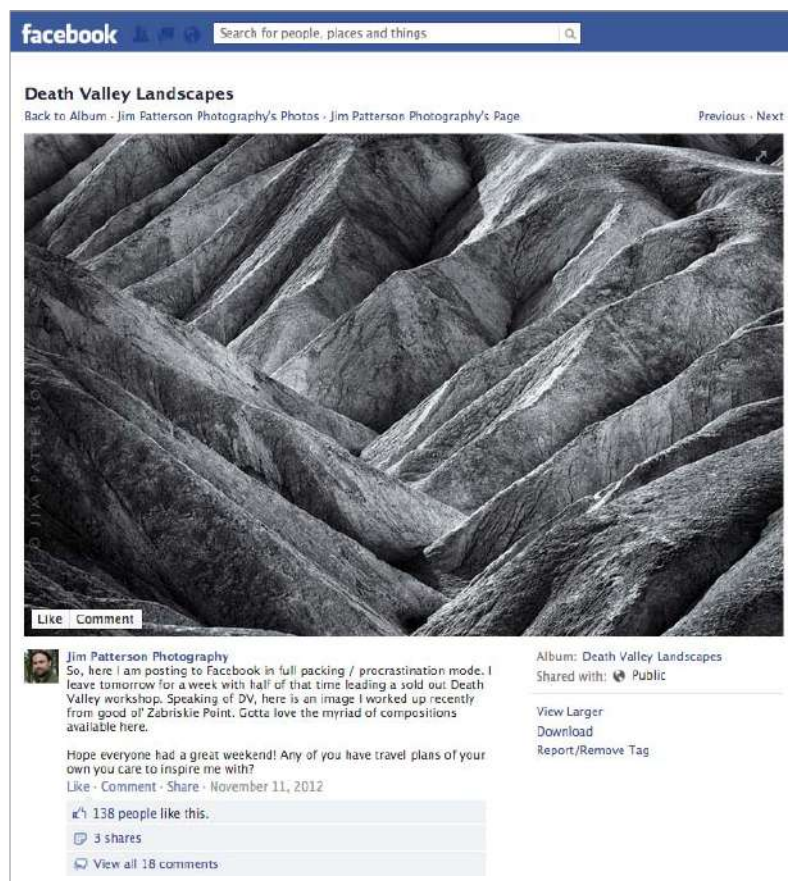 facebook
Search for people, places and things
Death Valley Landscapes
Back to Album · Jim Patterson Photography's Photos · Jim Patterson Photography's Page
Previous · Next
© JIM PATTERSON
Like Comment
Jim Patterson Photography
So, here I am posting to Facebook in full packing / procrastination mode. I
leave tomorrow for a week with half of that time leading a sold out Death
Valley workshop. Speaking of DV, here is an image I worked up recently
from good ol' Zabriskie Point. Gotta love the myriad of compositions
available here.
Hope everyone had a great weekend! Any of you have travel plans of your
own you care to inspire me with?
Like · Comment · Share · November 11, 2012
138 people like this.
3 shares
View all 18 comments
Album: Death Valley Landscapes
Shared with: Public
View Larger
Download
Report/Remove Tag